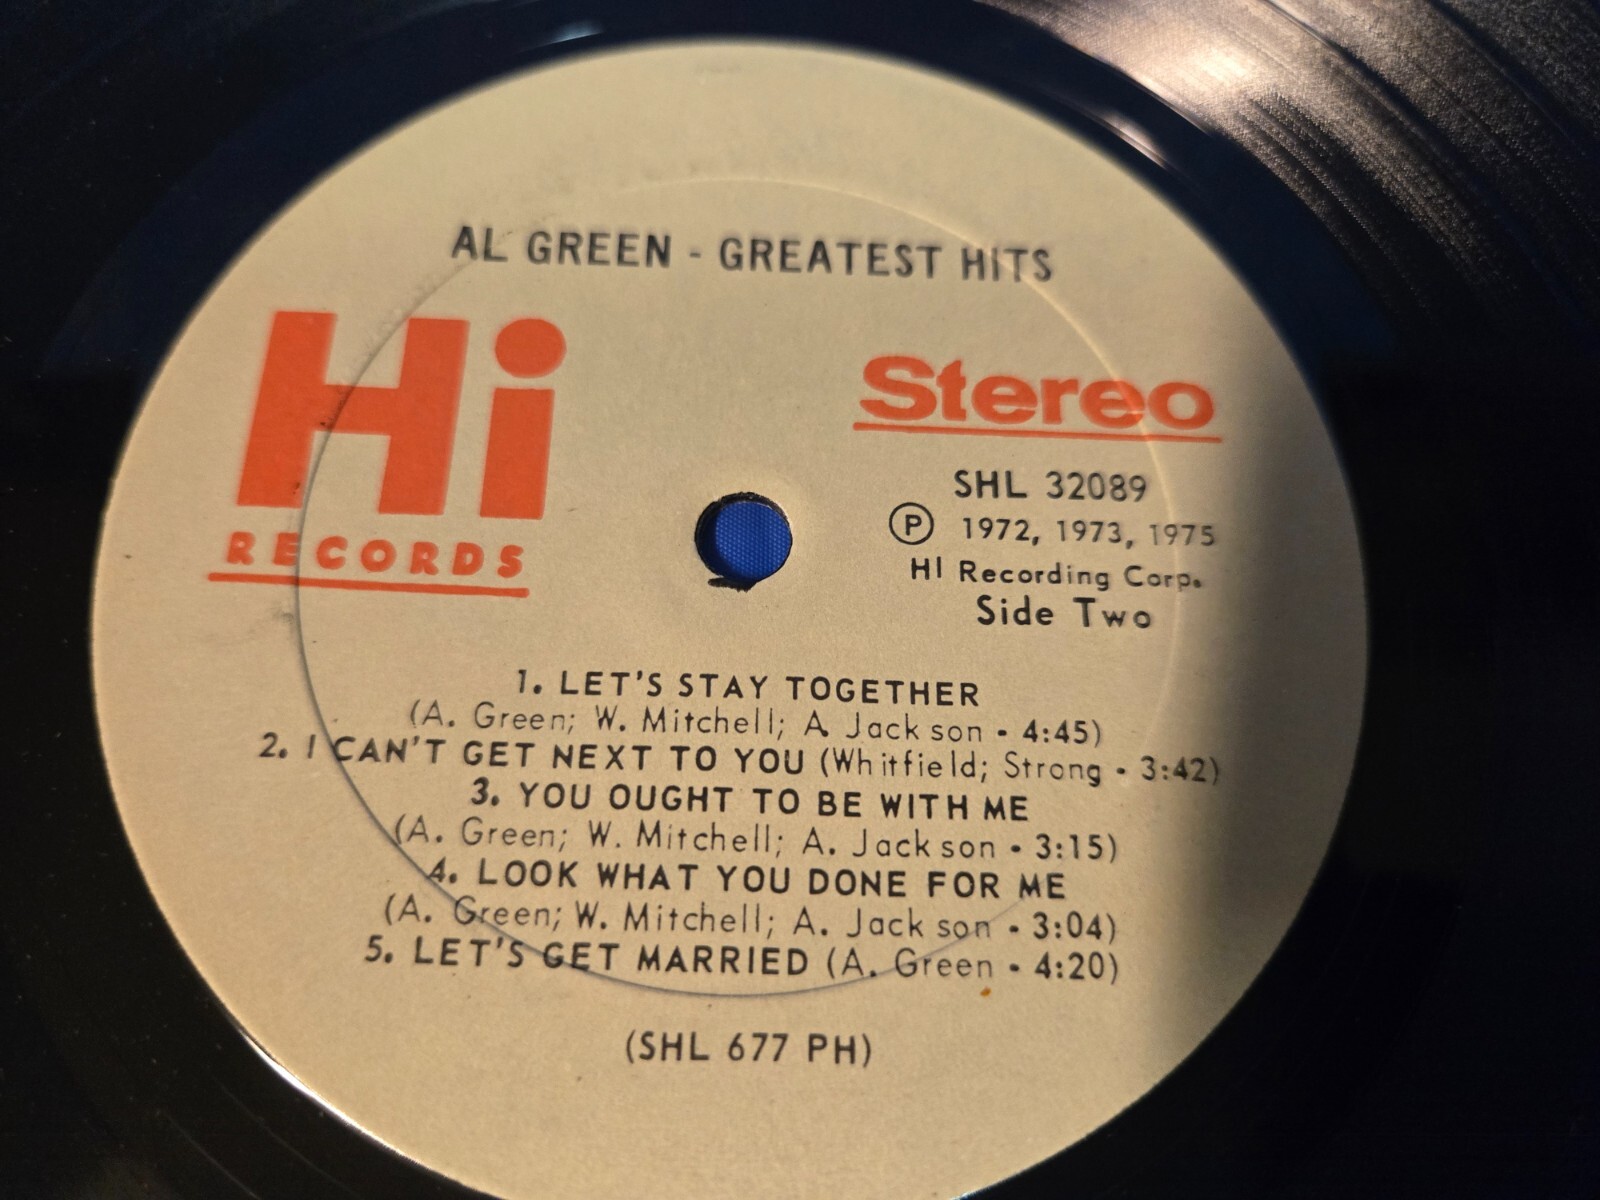 AL GREEN - GREATEST HITS
Hi
RECORDS
Stereo
SHL 32089
Ⓟ 1972, 1973, 1975
HI Recording Corp.
Side Two
1. LET'S STAY TOGETHER
(A. Green; W. Mitchell; A. Jackson - 4:45)
2. I CAN'T GET NEXT TO YOU (Whitfield; Strong - 3:42)
3. YOU OUGHT TO BE WITH ME
(A. Green; W. Mitchell; A. Jackson - 3:15)
4. LOOK WHAT YOU DONE FOR ME
(A. Green; W. Mitchell; A. Jackson - 3:04)
5. LET'S GET MARRIED (A. Green - 4:20)
(SHL 677 PH)